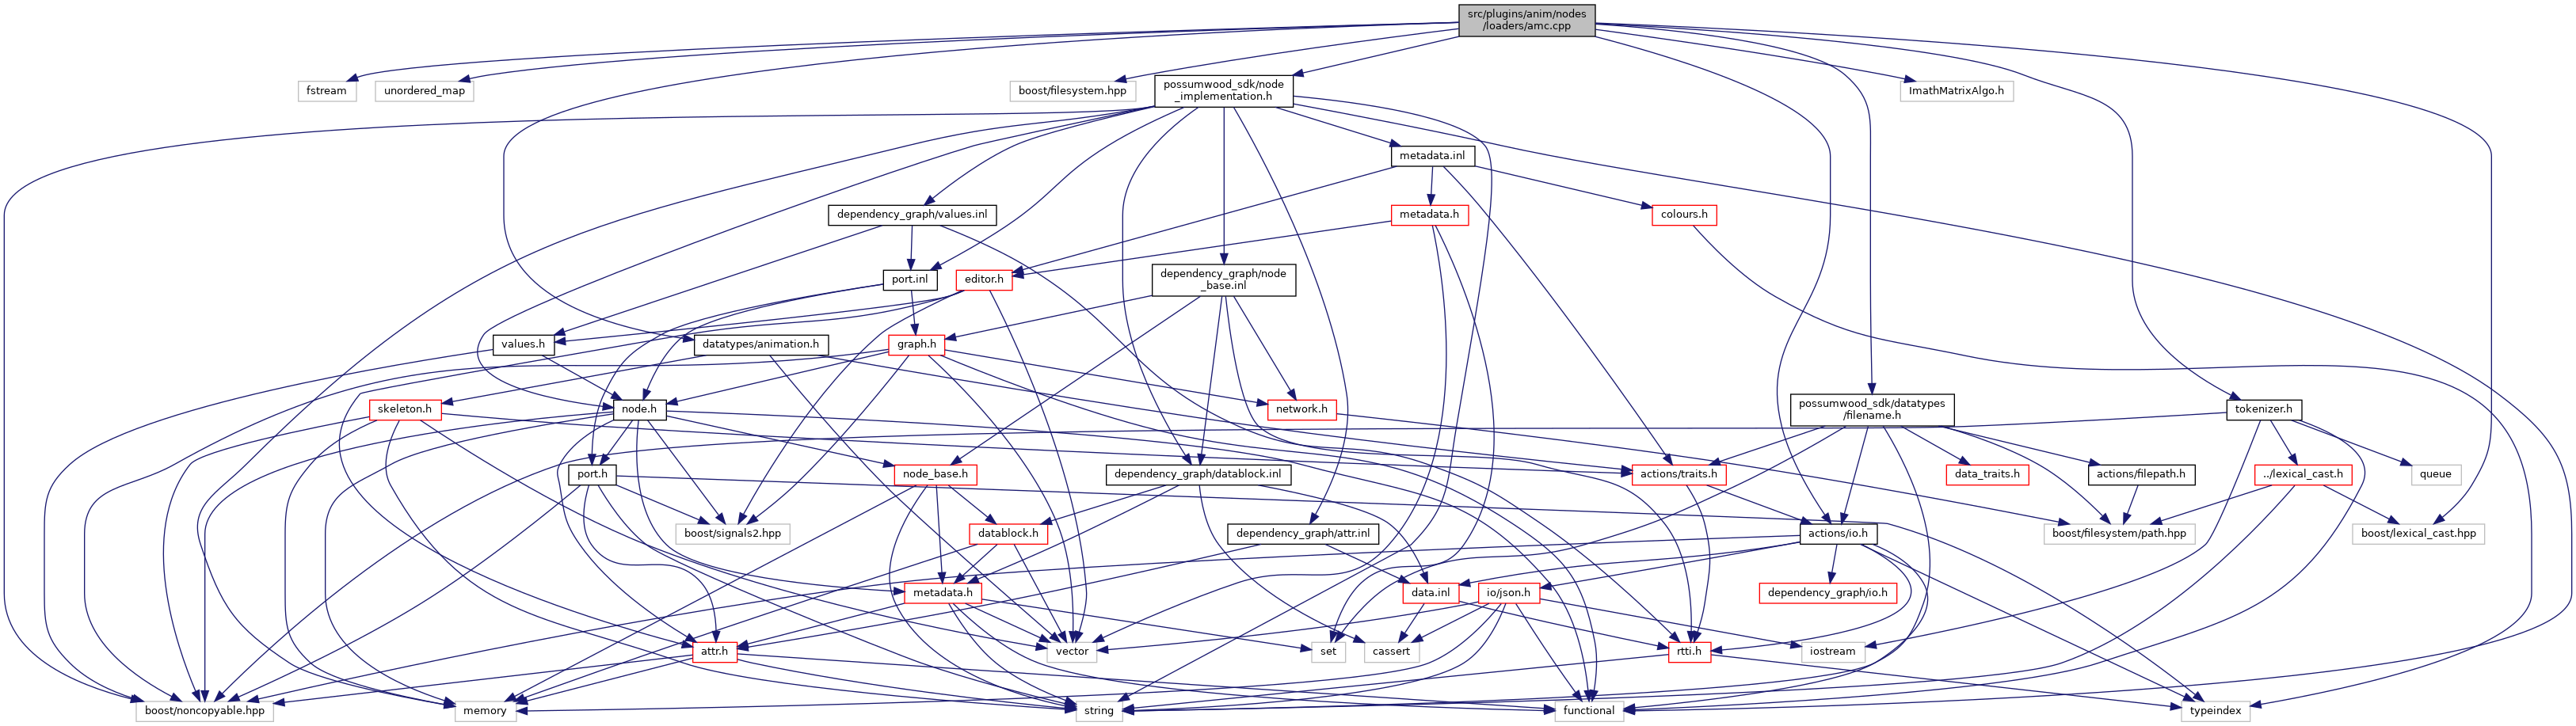 src/plugins/anim/nodes
/loaders/amc.cpp
fstream
unordered_map
boost/filesystem.hpp
possumwood_sdk/node
_implementation.h
ImathMatrixAlgo.h
metadata.inl
dependency_graph/values.inl
metadata.h
colours.h
port.inl
editor.h
dependency_graph/node
_base.inl
values.h
datatypes/animation.h
graph.h
skeleton.h
node.h
network.h
possumwood_sdk/datatypes
/filename.h
tokenizer.h
port.h
node_base.h
dependency_graph/datablock.inl
actions/traits.h
data_traits.h
actions/filepath.h
../lexical_cast.h
queue
boost/signals2.hpp
datablock.h
dependency_graph/attr.inl
actions/io.h
boost/filesystem/path.hpp
boost/lexical_cast.hpp
metadata.h
data.inl
io/json.h
dependency_graph/io.h
attr.h
vector
set
cassert
rtti.h
iostream
boost/noncopyable.hpp
memory
string
functional
typeindex